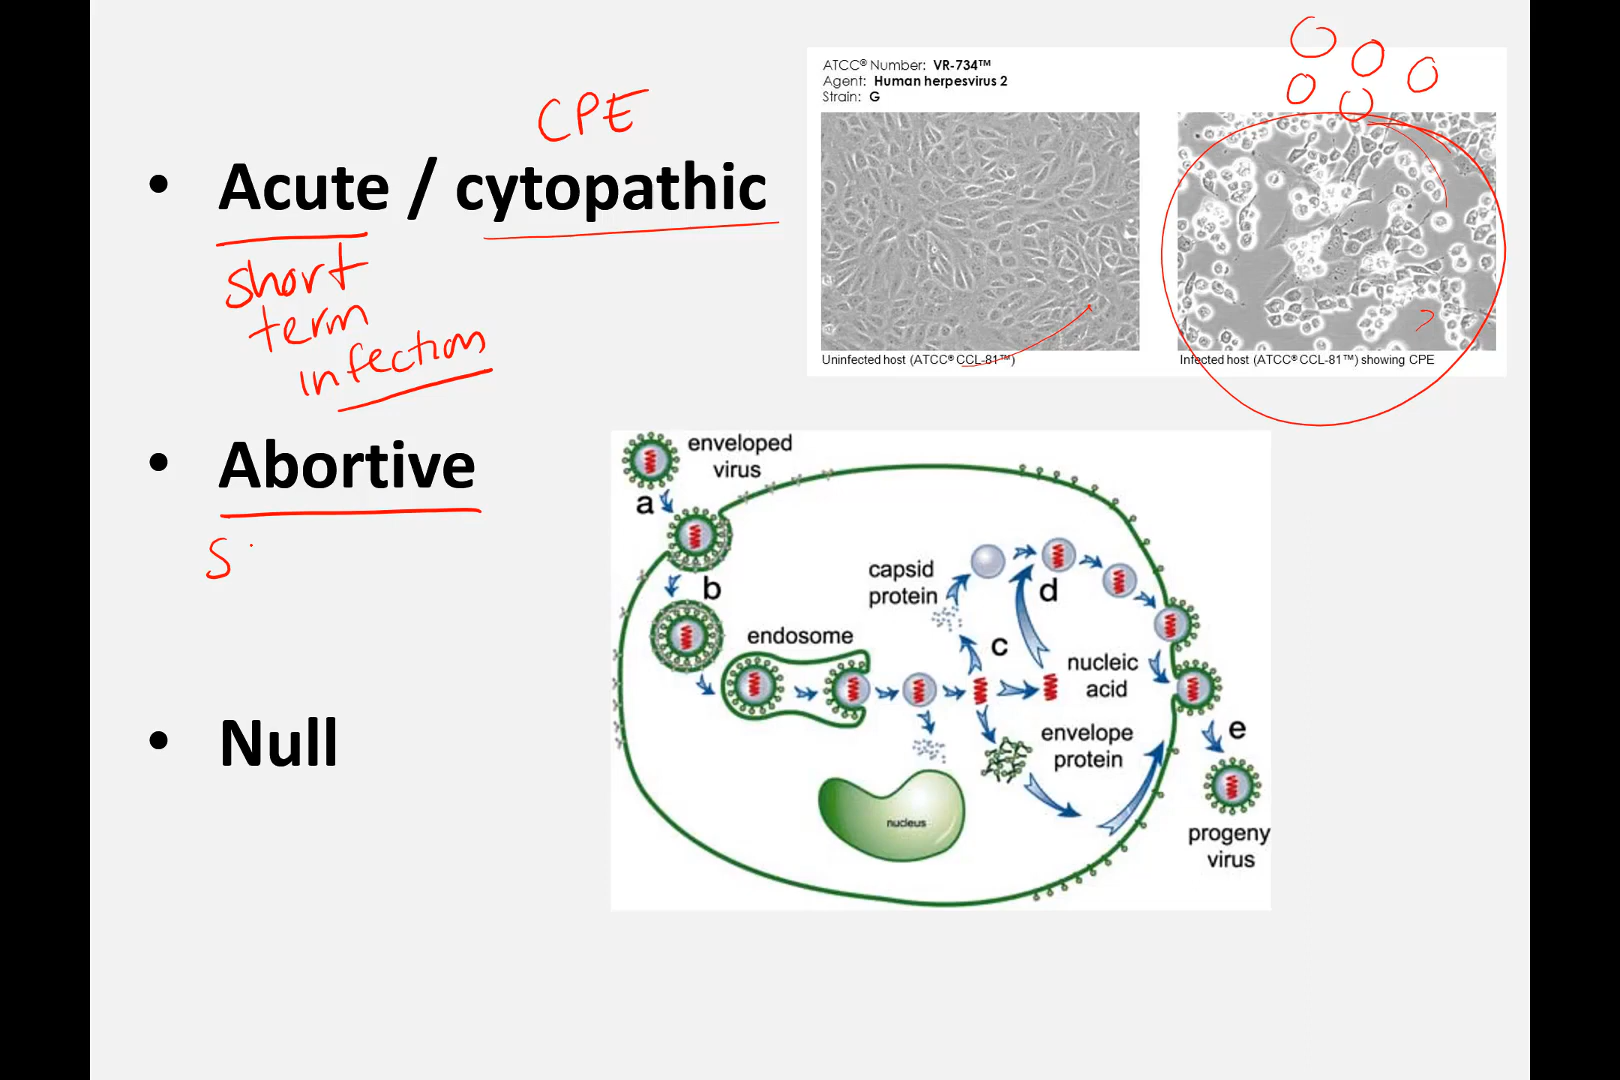 CPE
• Acute / cytopathic
short
term
infection
• Abortive
S
• Null
ATCC® Number: VR-734™
Agent: Human herpesvirus 2
Strain: G
Uninfected host (ATCC® CCL-81™)
Infected host (ATCC® CCL-81™) showing CPE
enveloped
virus
a
b
endosome
capsid
protein
d
c
nucleic
acid
envelope
protein
nucleus
e
progeny
virus